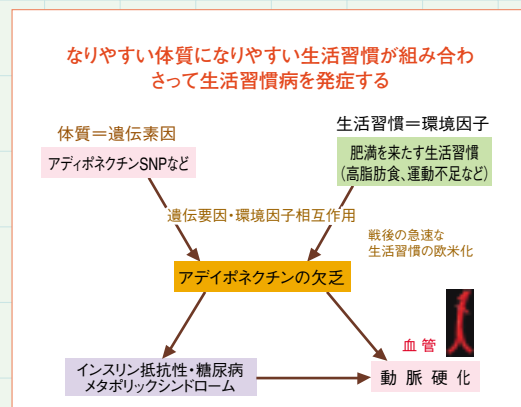 なりやすい体質になりやすい生活習慣が組み合わ
さって生活習慣病を発症する
体質＝遺伝素因
アディポネクチンSNPなど
生活習慣＝環境因子
肥満を来たす生活習慣
（高脂肪食、運動不足など）
遺伝要因・環境因子相互作用
戦後の急速な
生活習慣の欧米化
アデイポネクチンの欠乏
血管
インスリン抵抗性・糖尿病
メタボリックシンドローム
動脈硬化